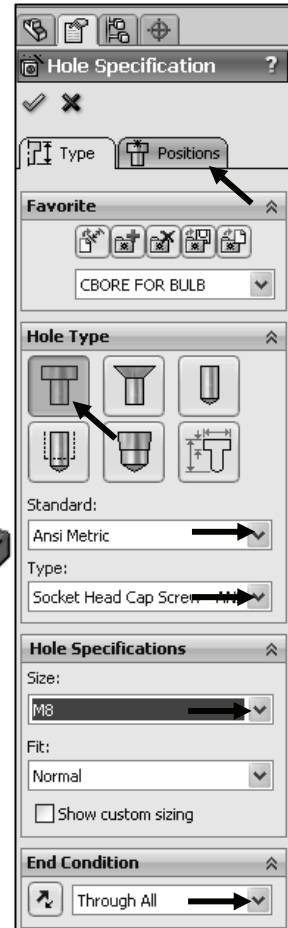 Hole Specification ?
Type Positions
Favorite
CBORE FOR BULB
Hole Type
Standard:
Ansi Metric
Type:
Socket Head Cap Screw
Hole Specifications
Size:
M8
Fit:
Normal
Show custom sizing
End Condition
Through All